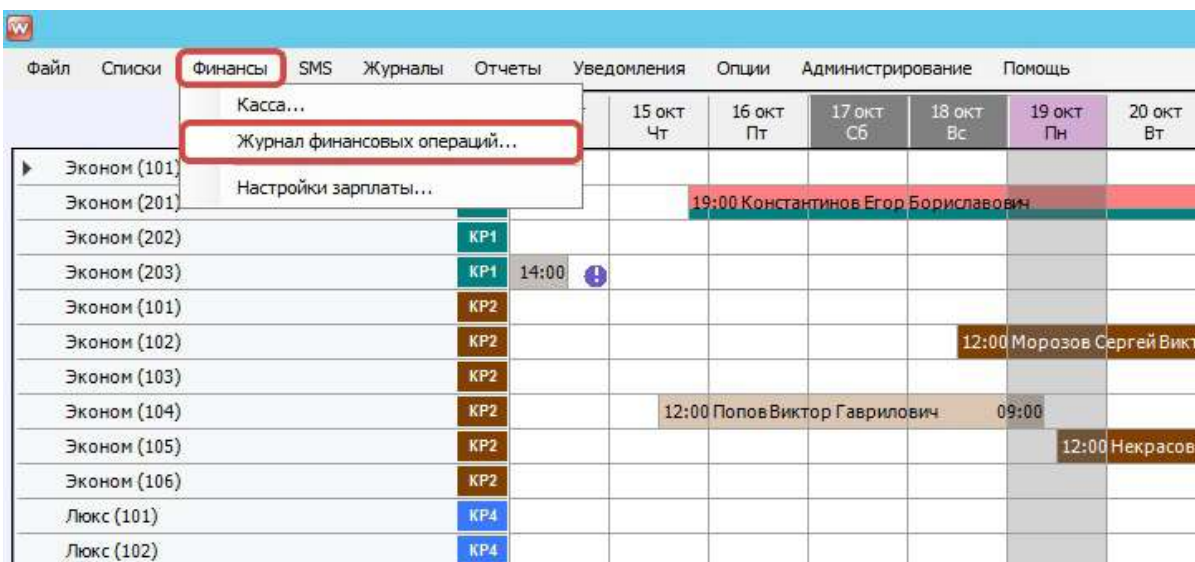 Файл Списки Финансы SMS Журналы Отчеты Уведомления Опции Администрирование Помощь
Касса...
Журнал финансовых операций...
Настройки зарплаты...
15 окт 16 окт 17 окт 18 окт 19 окт 20 окт
Чт Пт Сб Вс Пн Вт
Эконом (101)
Эконом (201) 19:00 Константинов Егор Бориславович
Эконом (202) КР1
Эконом (203) КР1 14:00
Эконом (101) КР2
Эконом (102) КР2 12:00 Морозов Сергей Викт
Эконом (103) КР2
Эконом (104) КР2 12:00 Попов Виктор Гаврилович 09:00
Эконом (105) КР2 12:00 Некрасов
Эконом (106) КР2
Люкс (101) КР4
Люкс (102) КР4